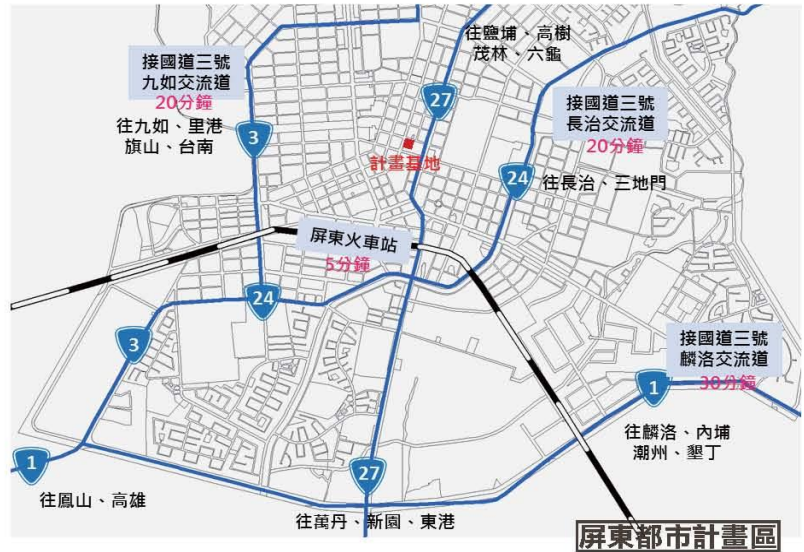 往鹽埔、高樹
茂林、六龜
接國道三號
九如交流道
20分鐘
往九如、里港
旗山、台南
27
3
接國道三號
長治交流道
20分鐘
計畫基地
24
往長治、三地門
屏東火車站
5分鐘
24
3
接國道三號
麟洛交流道
30分鐘
1
往麟洛、內埔
潮州、墾丁
1
27
往鳳山、高雄
往萬丹、新園、東港
屏東都市計畫區